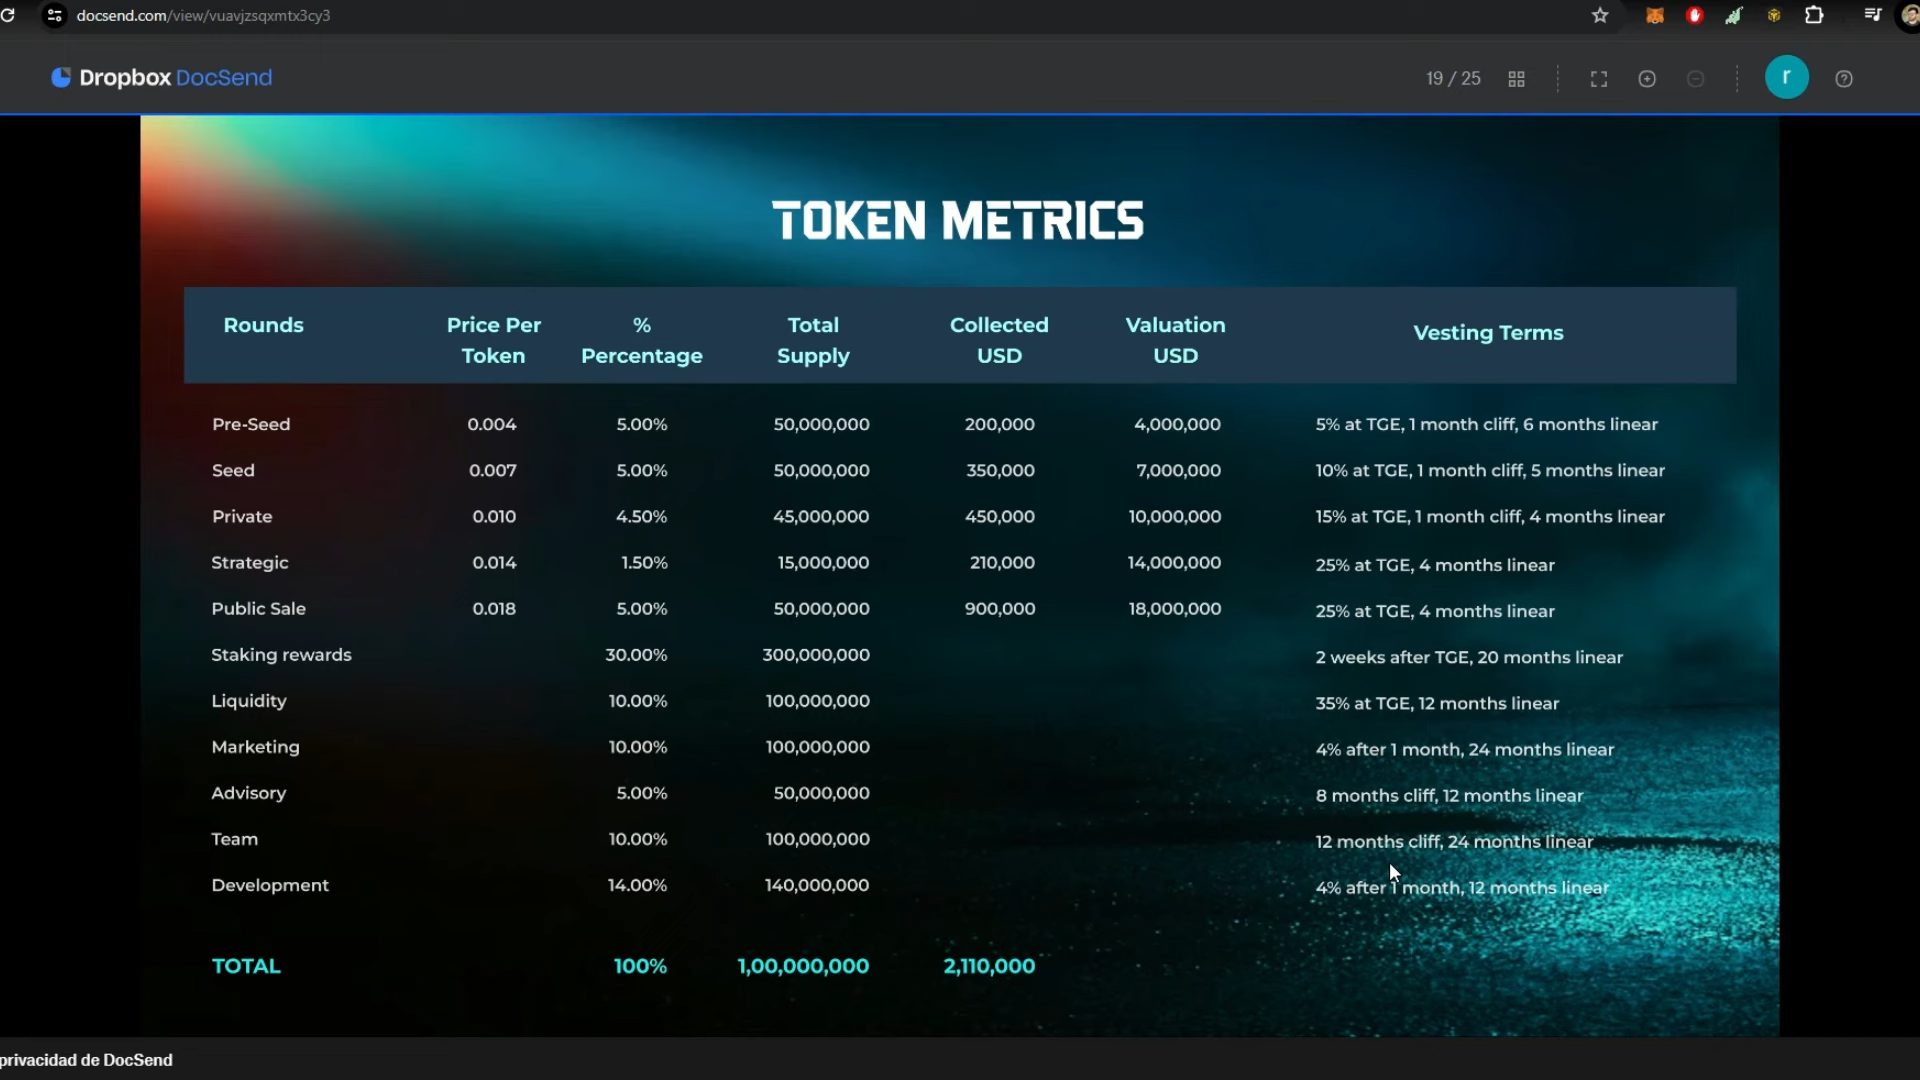 docsend.com/view/vuavjzsqxmtx3cy3
Dropbox DocSend
19 / 25
r
TOKEN METRICS
Rounds Price Per Token % Percentage Total Supply Collected USD Valuation USD Vesting Terms
Pre-Seed 0.004 5.00% 50,000,000 200,000 4,000,000 5% at TGE, 1 month cliff, 6 months linear
Seed 0.007 5.00% 50,000,000 350,000 7,000,000 10% at TGE, 1 month cliff, 5 months linear
Private 0.010 4.50% 45,000,000 450,000 10,000,000 15% at TGE, 1 month cliff, 4 months linear
Strategic 0.014 1.50% 15,000,000 210,000 14,000,000 25% at TGE, 4 months linear
Public Sale 0.018 5.00% 50,000,000 900,000 18,000,000 25% at TGE, 4 months linear
Staking rewards 30.00% 300,000,000 2 weeks after TGE, 20 months linear
Liquidity 10.00% 100,000,000 35% at TGE, 12 months linear
Marketing 10.00% 100,000,000 4% after 1 month, 24 months linear
Advisory 5.00% 50,000,000 8 months cliff, 12 months linear
Team 10.00% 100,000,000 12 months cliff, 24 months linear
Development 14.00% 140,000,000 4% after 1 month, 12 months linear
TOTAL 100% 1,00,000,000 2,110,000
privacidad de DocSend